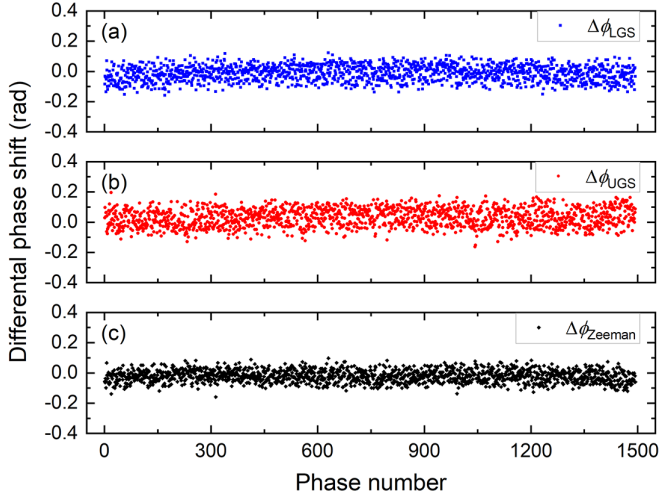 Differental phase shift (rad)
0.4
0.2
0.0
-0.2
-0.4
(a)
Δϕ_LGS
0.4
0.2
0.0
-0.2
-0.4
(b)
Δϕ_UGS
0.4
0.2
0.0
-0.2
-0.4
(c)
Δϕ_Zeeman
0 300 600 900 1200 1500
Phase number